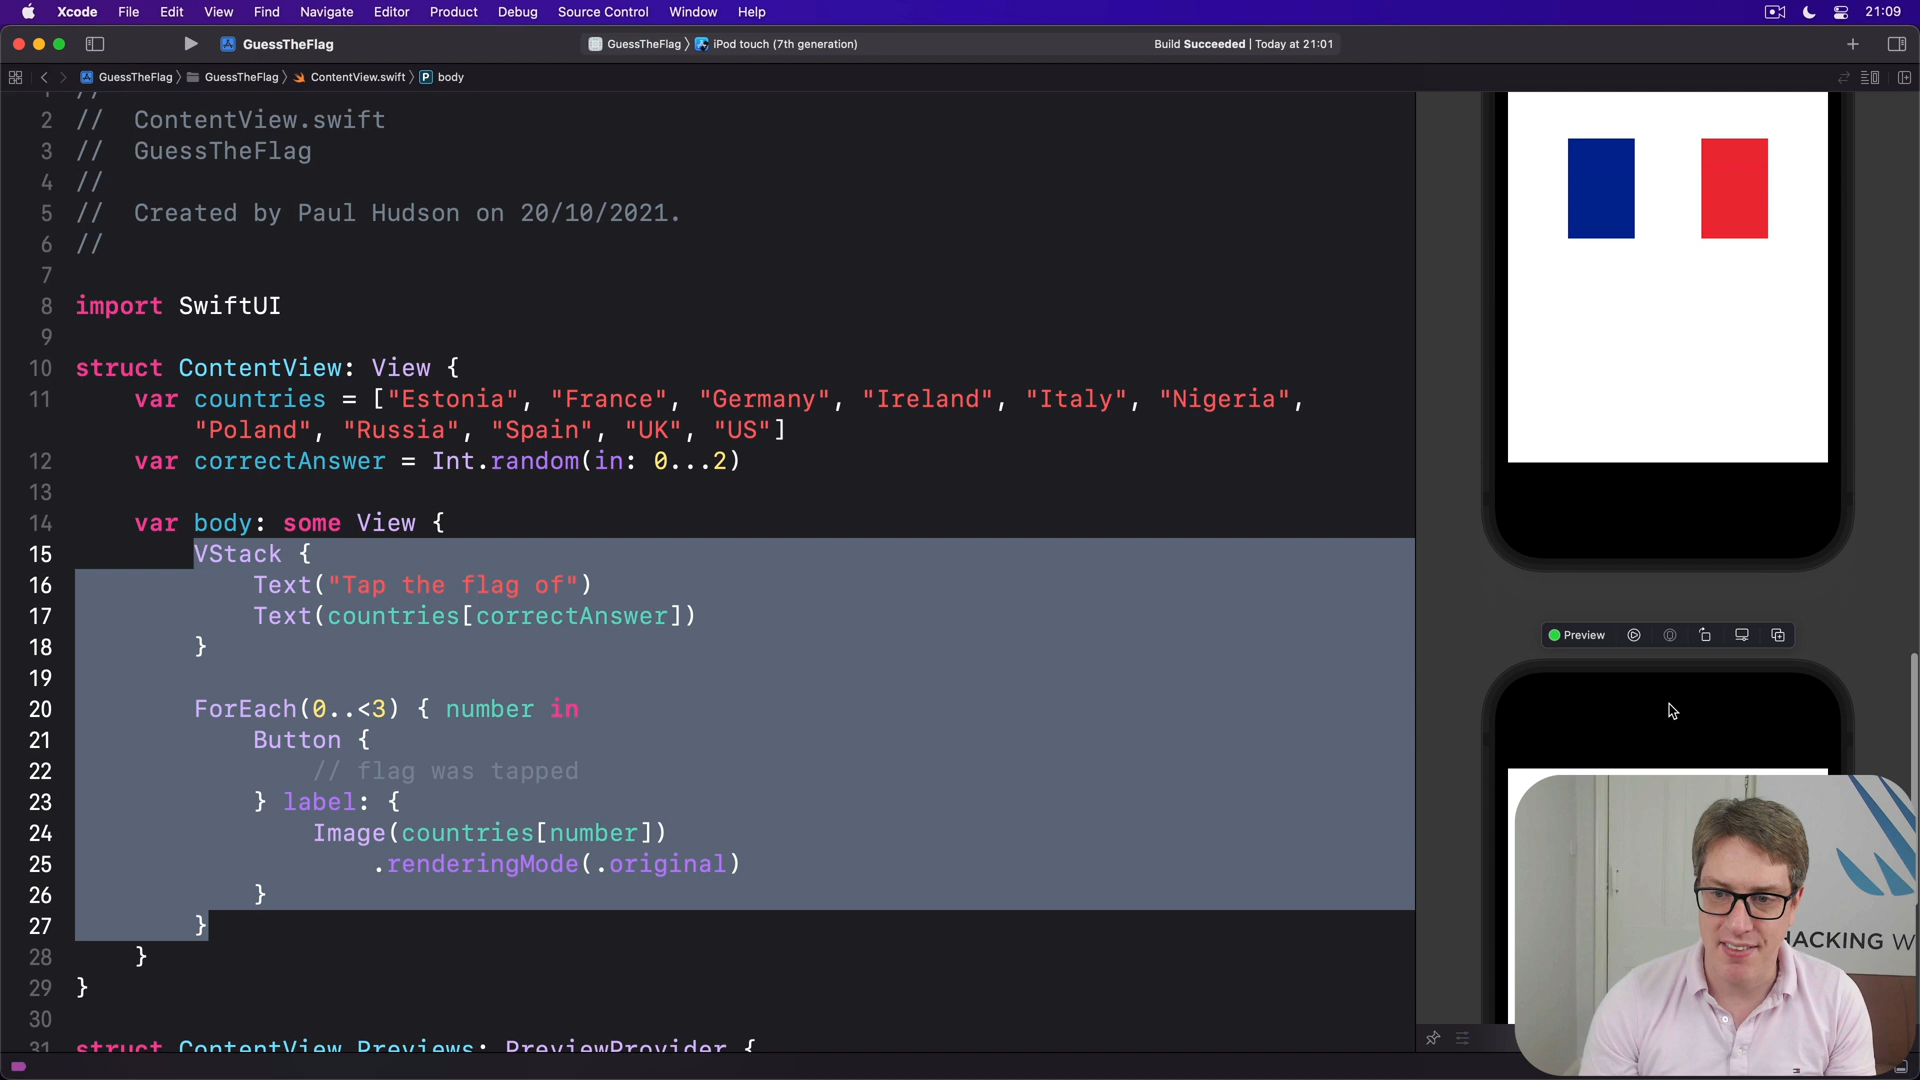 Xcode File Edit View Find Navigate Editor Product Debug Source Control Window Help 21:09
GuessTheFlag GuessTheFlag iPod touch (7th generation) Build Succeeded | Today at 21:01
GuessTheFlag GuessTheFlag ContentView.swift P body
2 // ContentView.swift
3 // GuessTheFlag
4 //
5 // Created by Paul Hudson on 20/10/2021.
6 //
7
8 import SwiftUI
9
10 struct ContentView: View {
11 var countries = ["Estonia", "France", "Germany", "Ireland", "Italy", "Nigeria",
"Poland", "Russia", "Spain", "UK", "US"]
12 var correctAnswer = Int.random(in: 0...2)
13
14 var body: some View {
15 VStack {
16 Text("Tap the flag of")
17 Text(countries[correctAnswer])
18 }
19
20 ForEach(0..<3) { number in
21 Button {
22 // flag was tapped
23 } label: {
24 Image(countries[number])
25 .renderingMode(.original)
26 }
27 }
28 }
29 }
30
31 struct ContentView_Previews: PreviewProvider {
Preview
HACKING W